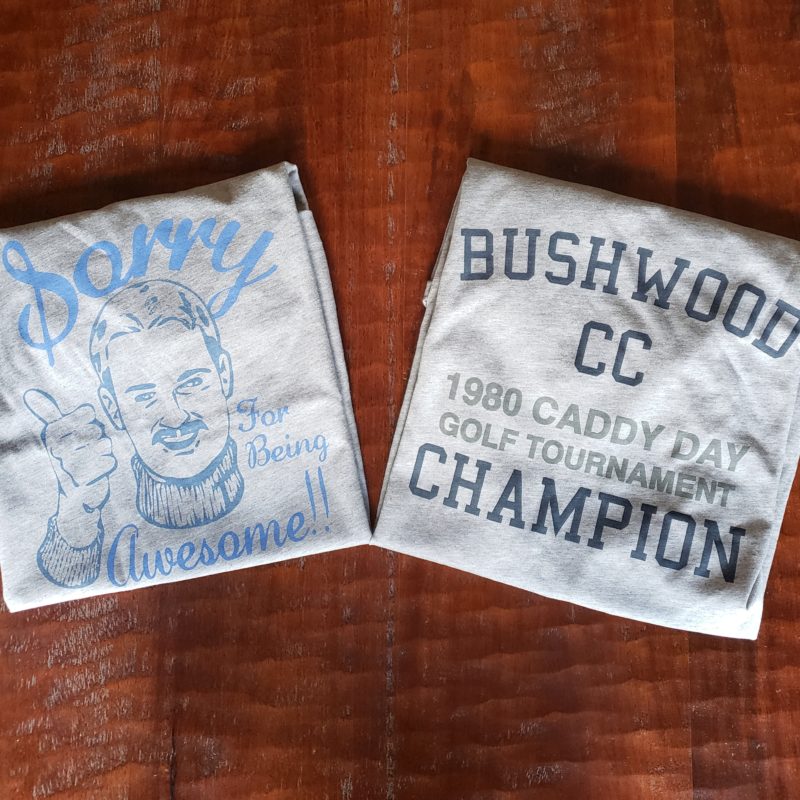 Sorry
For
Being
Awesome!!
BUSHWOOD
CC
1980 CADDY DAY
GOLF TOURNAMENT
CHAMPION